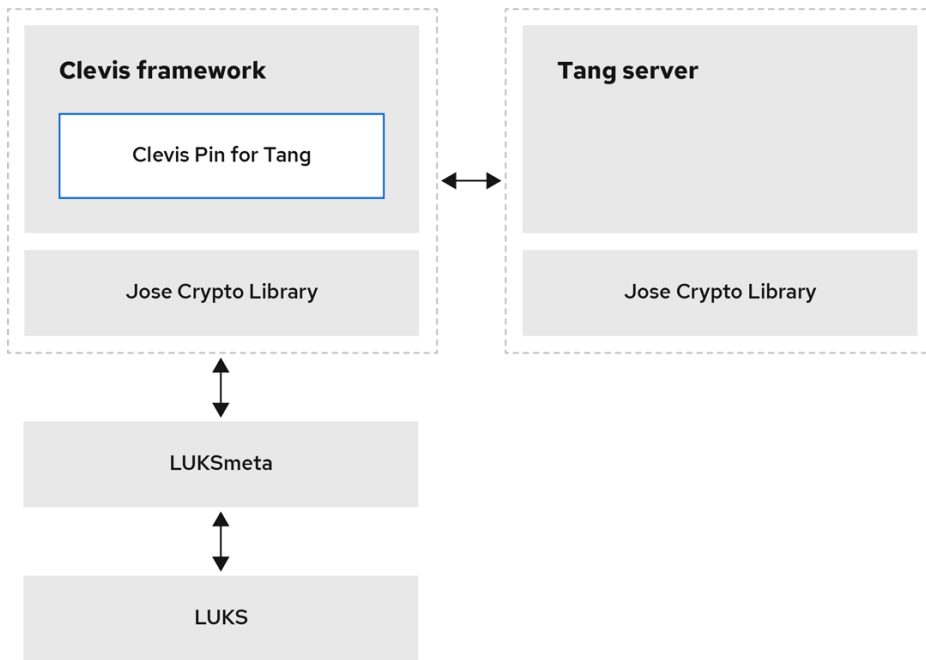 Clevis framework
Clevis Pin for Tang
Jose Crypto Library
Tang server
Jose Crypto Library
LUKSmeta
LUKS